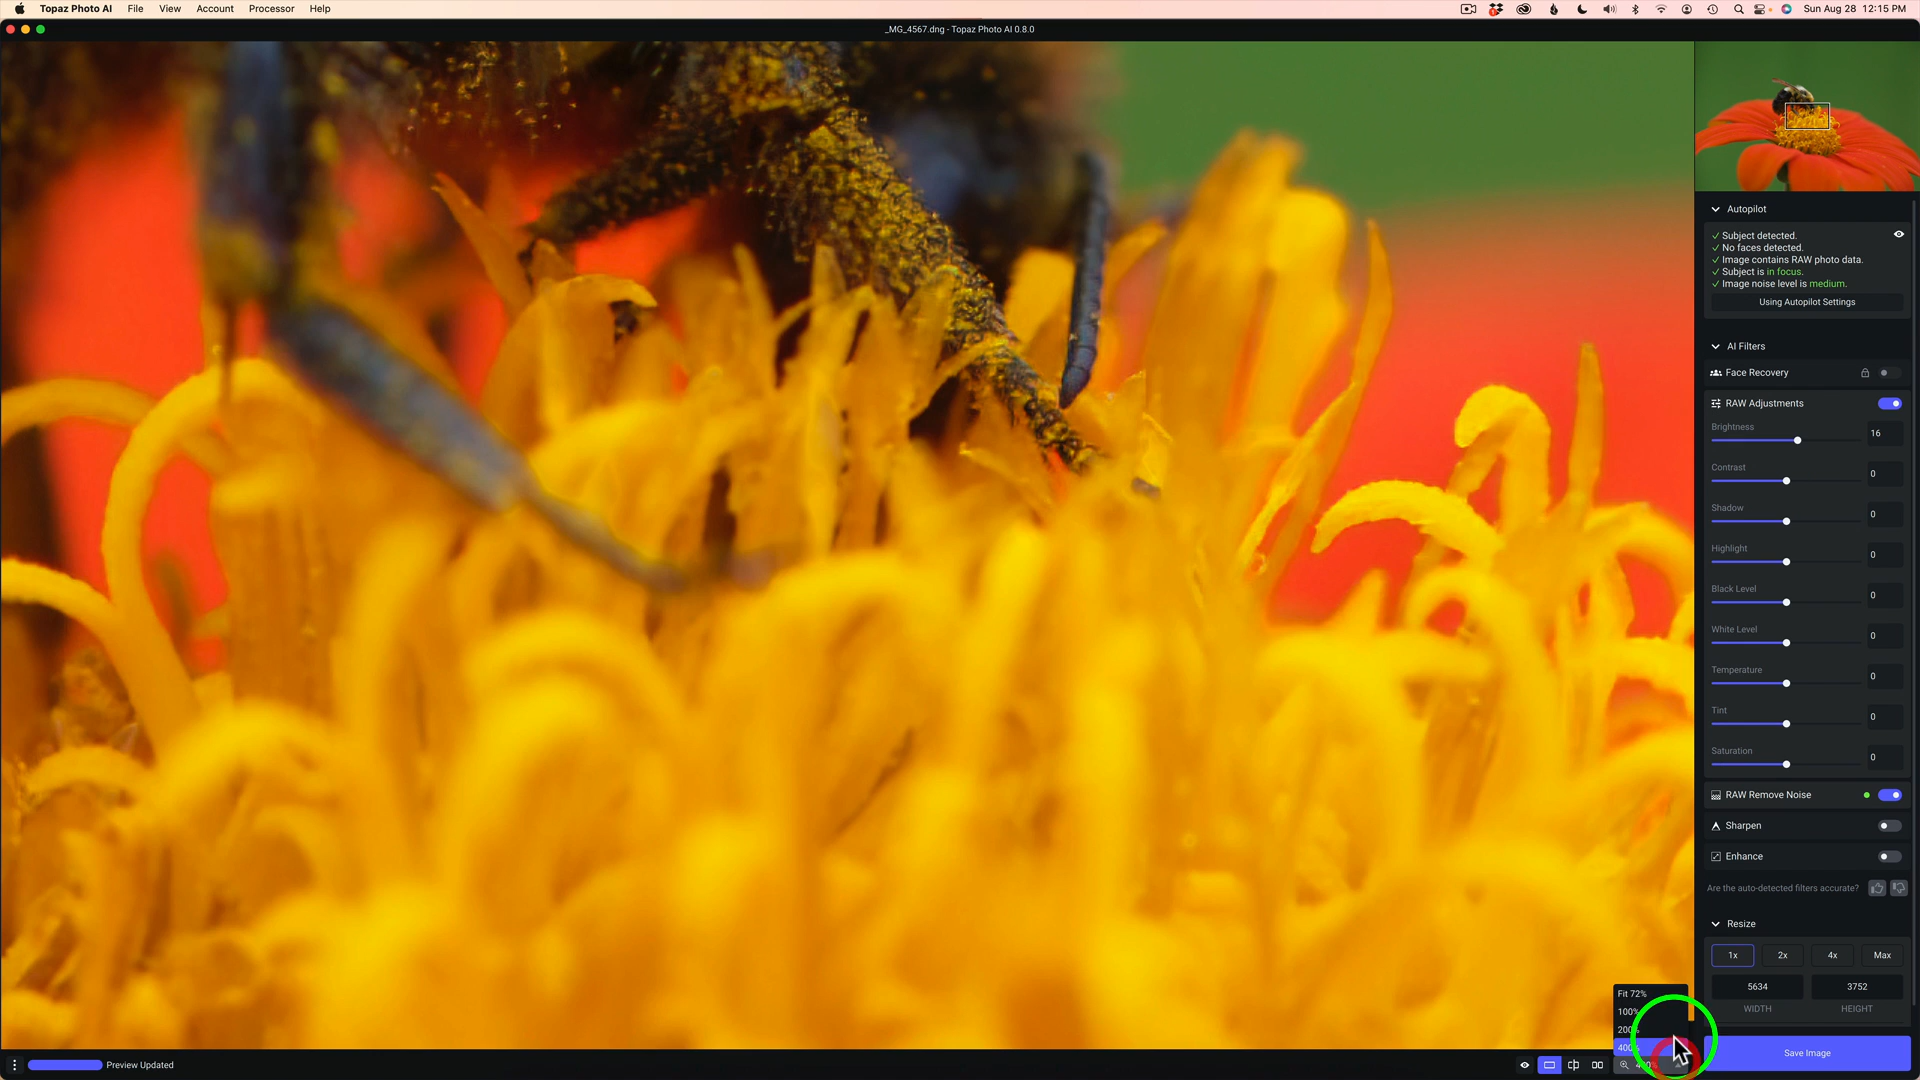 Topaz Photo AI File View Account Processor Help
Sun Aug 28 12:15 PM
_MG_4567.dng - Topaz Photo AI 0.8.0
Autopilot
✓ Subject detected.
✓ No faces detected.
✓ Image contains RAW photo data.
✓ Subject is in focus.
✓ Image noise level is medium.
Using Autopilot Settings
AI Filters
Face Recovery
RAW Adjustments
Brightness 16
Contrast 0
Shadow 0
Highlight 0
Black Level 0
White Level 0
Temperature 0
Tint 0
Saturation 0
RAW Remove Noise
Sharpen
Enhance
Are the auto-detected filters accurate?
Resize
1x 2x 4x Max
5634 3752
WIDTH HEIGHT
Fit 72%
100%
200%
Save Image
Preview Updated